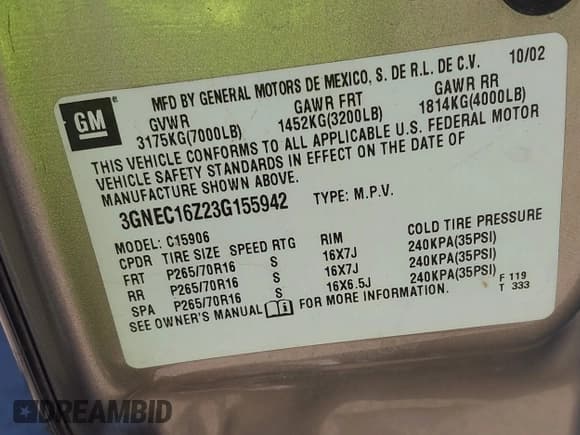 GM
®
MFD BY GENERAL MOTORS DE MEXICO, S. DE R.L. DE C.V. 10/02
GVWR GAWR FRT GAWR RR
3175KG(7000LB) 1452KG(3200LB) 1814KG(4000LB)
THIS VEHICLE CONFORMS TO ALL APPLICABLE U.S. FEDERAL MOTOR
VEHICLE SAFETY STANDARDS IN EFFECT ON THE DATE OF
MANUFACTURE SHOWN ABOVE.
3GNEC16Z23G155942 TYPE: M.P.V.
MODEL: C15906
CPDR TIRE SIZE SPEED RTG RIM COLD TIRE PRESSURE
FRT P265/70R16 S 16X7J 240KPA(35PSI)
RR P265/70R16 S 16X7J 240KPA(35PSI)
SPA P265/70R16 S 16X6.5J 240KPA(35PSI)
SEE OWNER'S MANUAL FOR MORE INFORMATION.
F 119
T 333
DREAMBID